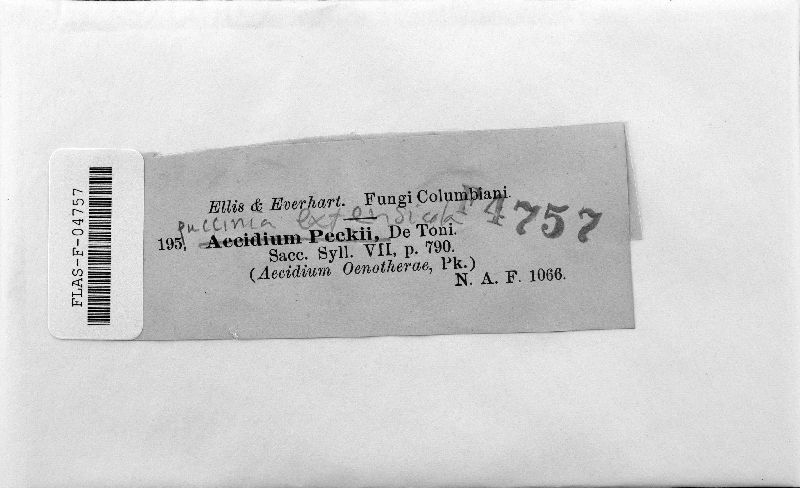 FLAS-F-04757
Ellis & Everhart. Fungi Columbiani.
Puccinia extensicola F4757
195, Aecidium Peckii, De Toni.
Sacc. Syll. VII, p. 790.
(Aecidium Oenotherae, Pk.)
N. A. F. 1066.